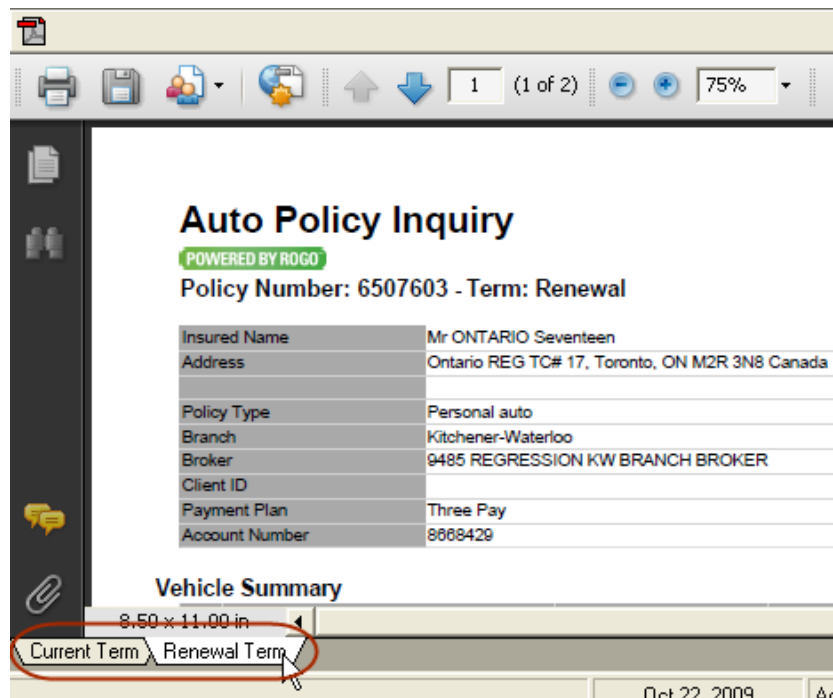 1 (1 of 2) 75%
Auto Policy Inquiry
POWERED BY ROGO
Policy Number: 6507603 - Term: Renewal
Insured Name Mr ONTARIO Seventeen
Address Ontario REG TC# 17, Toronto, ON M2R 3N8 Canada
Policy Type Personal auto
Branch Kitchener-Waterloo
Broker 9485 REGRESSION KW BRANCH BROKER
Client ID
Payment Plan Three Pay
Account Number 8668429
Vehicle Summary
8.50 x 11.00 in
Current Term Renewal Term
Oct 22, 2009